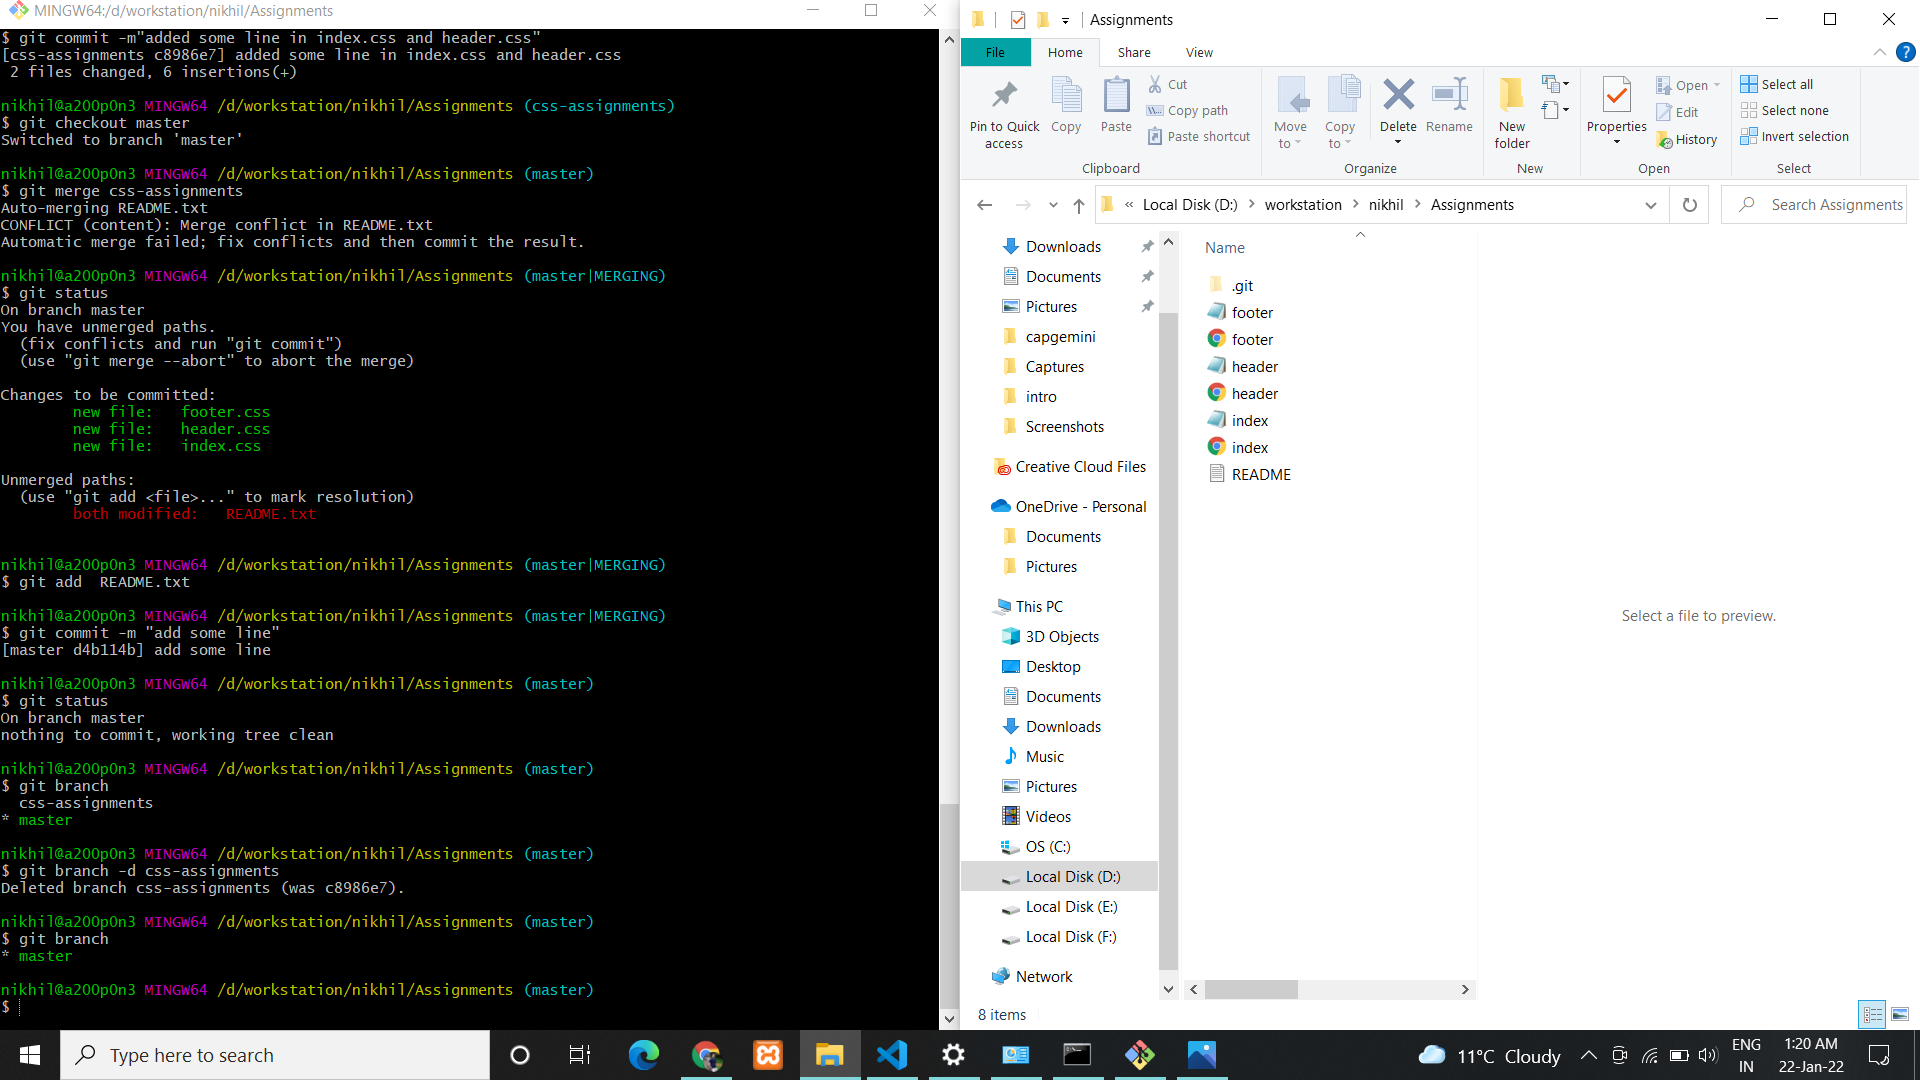 MINGW64:/d/workstation/nikhil/Assignments
$ git commit -m"added some line in index.css and header.css"
[css-assignments c8986e7] added some line in index.css and header.css
 2 files changed, 6 insertions(+)
nikhil@a200p0n3 MINGW64 /d/workstation/nikhil/Assignments (css-assignments)
$ git checkout master
Switched to branch 'master'
nikhil@a200p0n3 MINGW64 /d/workstation/nikhil/Assignments (master)
$ git merge css-assignments
Auto-merging README.txt
CONFLICT (content): Merge conflict in README.txt
Automatic merge failed; fix conflicts and then commit the result.
nikhil@a200p0n3 MINGW64 /d/workstation/nikhil/Assignments (master|MERGING)
$ git status
On branch master
You have unmerged paths.
  (fix conflicts and run "git commit")
  (use "git merge --abort" to abort the merge)
Changes to be committed:
        new file:   footer.css
        new file:   header.css
        new file:   index.css
Unmerged paths:
  (use "git add <file>..." to mark resolution)
        both modified:   README.txt
nikhil@a200p0n3 MINGW64 /d/workstation/nikhil/Assignments (master|MERGING)
$ git add  README.txt
nikhil@a200p0n3 MINGW64 /d/workstation/nikhil/Assignments (master|MERGING)
$ git commit -m "add some line"
[master d4b114b] add some line
nikhil@a200p0n3 MINGW64 /d/workstation/nikhil/Assignments (master)
$ git status
On branch master
nothing to commit, working tree clean
nikhil@a200p0n3 MINGW64 /d/workstation/nikhil/Assignments (master)
$ git branch
  css-assignments
* master
nikhil@a200p0n3 MINGW64 /d/workstation/nikhil/Assignments (master)
$ git branch -d css-assignments
Deleted branch css-assignments (was c8986e7).
nikhil@a200p0n3 MINGW64 /d/workstation/nikhil/Assignments (master)
$ git branch
* master
nikhil@a200p0n3 MINGW64 /d/workstation/nikhil/Assignments (master)
$
Assignments
File Home Share View
Pin to Quick access
Copy
Paste
Cut
Copy path
Paste shortcut
Clipboard
Move to
Copy to
Delete
Rename
Organize
New folder
New
Properties
Open
Edit
History
Open
Select all
Select none
Invert selection
Select
« Local Disk (D:) > workstation > nikhil > Assignments
Search Assignments
Downloads
Documents
Pictures
capgemini
Captures
intro
Screenshots
Creative Cloud Files
OneDrive - Personal
Documents
Pictures
This PC
3D Objects
Desktop
Documents
Downloads
Music
Pictures
Videos
OS (C:)
Local Disk (D:)
Local Disk (E:)
Local Disk (F:)
Network
Name
.git
footer
footer
header
header
index
index
README
Select a file to preview.
8 items
Type here to search
11°C Cloudy
ENG
IN
1:20 AM
22-Jan-22